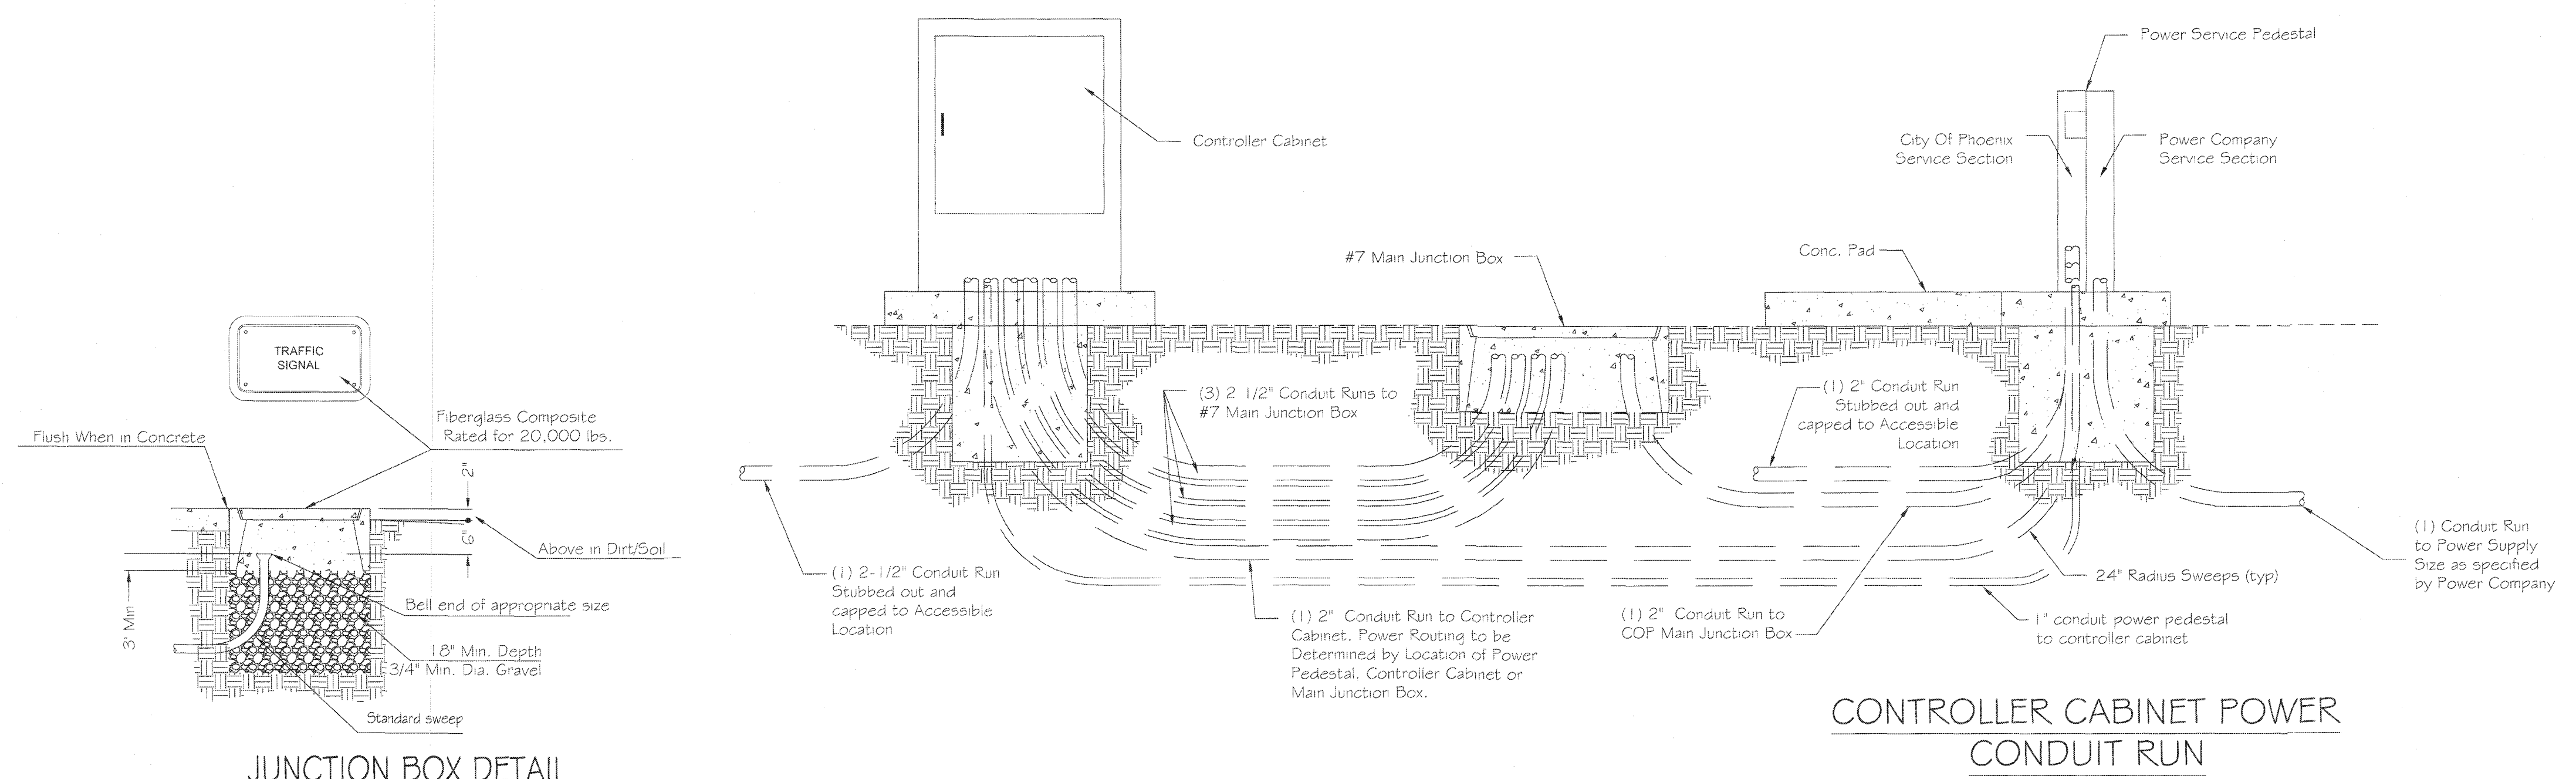 TRAFFIC
SIGNAL
Fiberglass Composite
Rated for 20,000 lbs.
Flush When in Concrete
2"
6"
Above in Dirt/Soil
Bell end of appropriate size
3' Min
18" Min. Depth
3/4" Min. Dia. Gravel
Standard sweep
JUNCTION BOX DETAIL
Controller Cabinet
#7 Main Junction Box
(3) 2 1/2" Conduit Runs to
#7 Main Junction Box
(1) 2-1/2" Conduit Run
Stubbed out and
capped to Accessible
Location
(1) 2" Conduit Run to Controller
Cabinet. Power Routing to be
Determined by Location of Power
Pedestal, Controller Cabinet or
Main Junction Box.
Power Service Pedestal
City Of Phoenix
Service Section
Power Company
Service Section
Conc. Pad
(1) 2" Conduit Run
Stubbed out and
capped to Accessible
Location
(1) 2" Conduit Run to
COP Main Junction Box
24" Radius Sweeps (typ)
1" conduit power pedestal
to controller cabinet
(1) Conduit Run
to Power Supply
Size as specified
by Power Company
CONTROLLER CABINET POWER
CONDUIT RUN